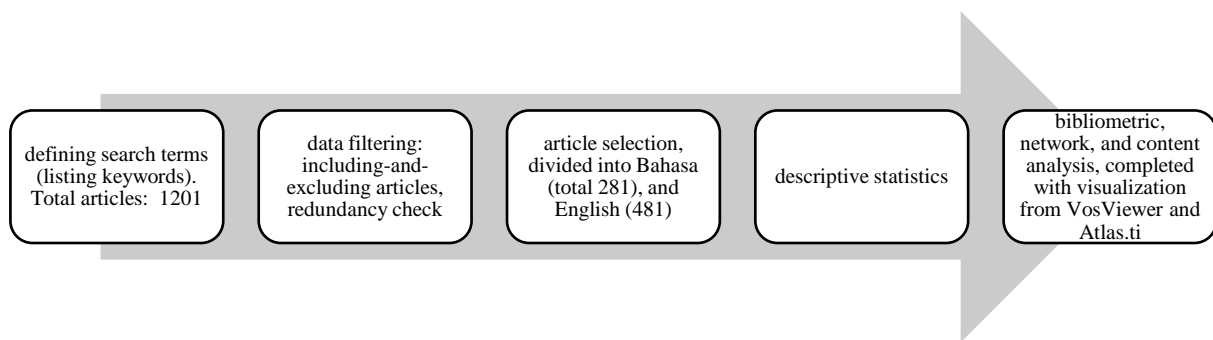 defining search terms
(listing keywords).
Total articles:  1201
data filtering:
including-and-
excluding articles,
redundancy check
article selection,
divided into Bahasa
(total 281), and
English (481)
descriptive statistics
bibliometric,
network, and content
analysis, completed
with visualization
from VosViewer and
Atlas.ti